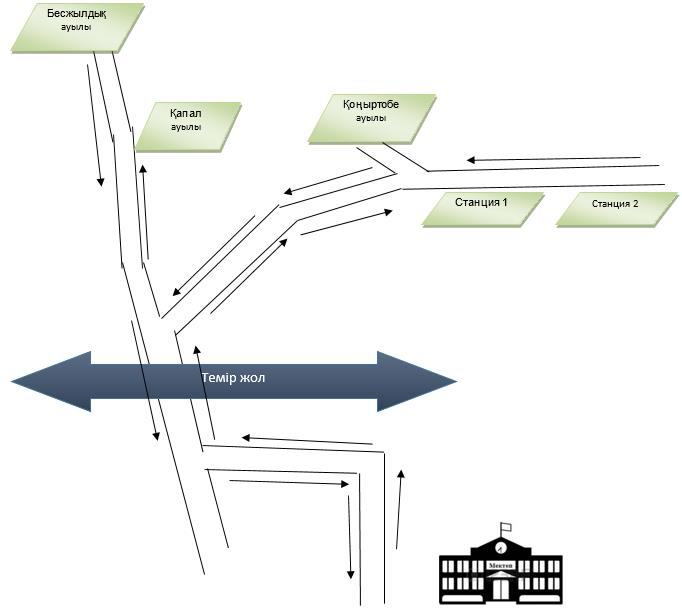 Бесжылдық
ауылы
Қапал
ауылы
Қоңыртобе
ауылы
Станция 1
Станция 2
Темір жол
Мектеп